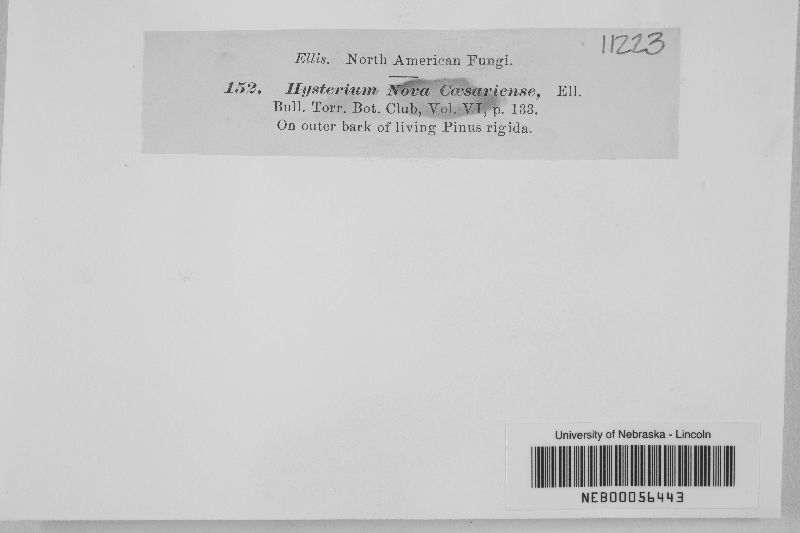 11223
Ellis. North American Fungi.
152. Hysterium Nova Cœsariense, Ell.
Bull. Torr. Bot. Club, Vol. VI, p. 133.
On outer bark of living Pinus rigida.
University of Nebraska - Lincoln
NEB00056443